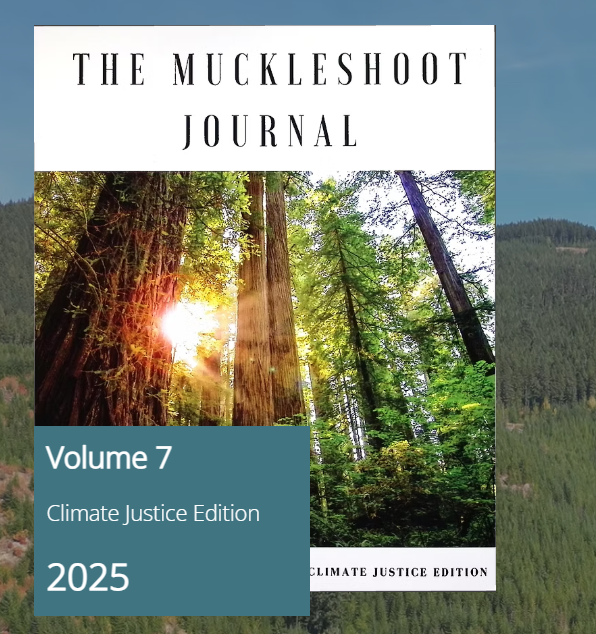 THE MUCKLESHOOT
JOURNAL
Volume 7
Climate Justice Edition
2025
CLIMATE JUSTICE EDITION